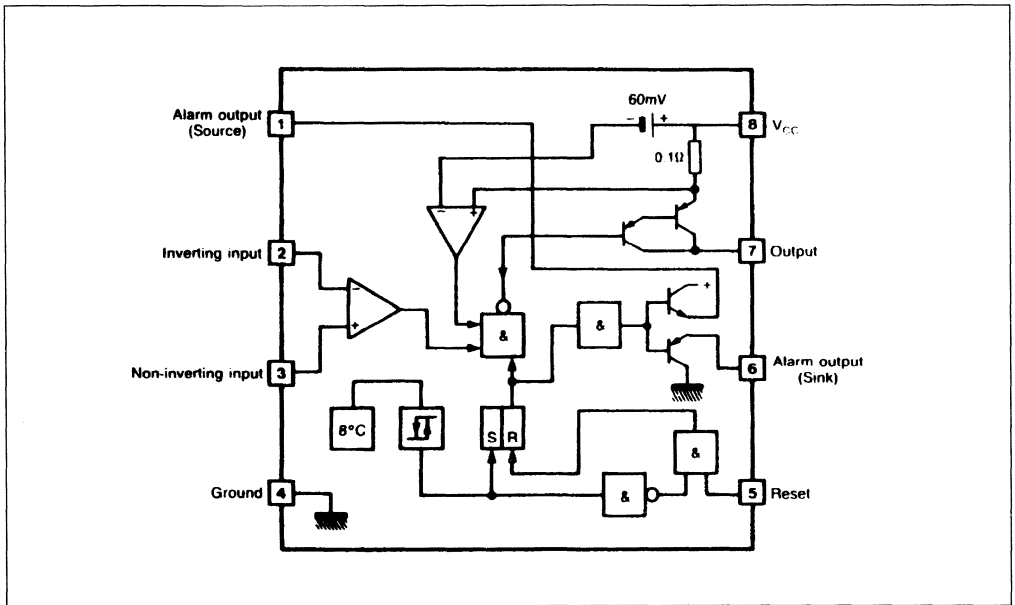 60mV
Alarm output
(Source)
1
- +
8
V_CC
0.1Ω
- +
Inverting input
2
7
Output
-
+
+
&
&
Non-inverting input
3
6
Alarm output
(Sink)
8°C
S R
&
Ground
4
&
5
Reset